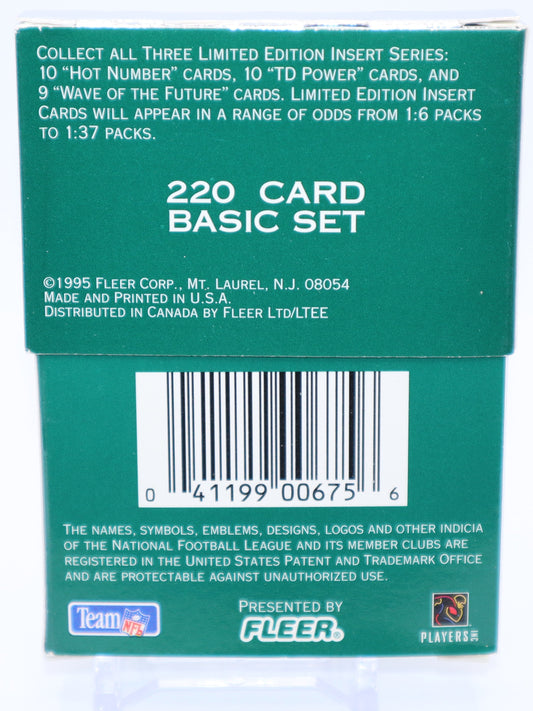 Collect all Three Limited Edition Insert Series:
10 “Hot Number” cards, 10 “TD Power” cards, and
9 “Wave of the Future” cards. Limited Edition Insert
Cards will appear in a range of odds from 1:6 packs
to 1:37 packs.
220 CARD
BASIC SET
©1995 Fleer Corp., Mt. Laurel, N.J. 08054
Made and Printed in U.S.A.
Distributed in Canada by Fleer Ltd/LTEE
0 41199 00675 6
The names, symbols, emblems, designs, logos and other indicia
of the National Football League and its member clubs are
registered in the United States Patent and Trademark Office
and are protectable against unauthorized use.
Team NFL
Presented by
FLEER®
PLAYERS INC